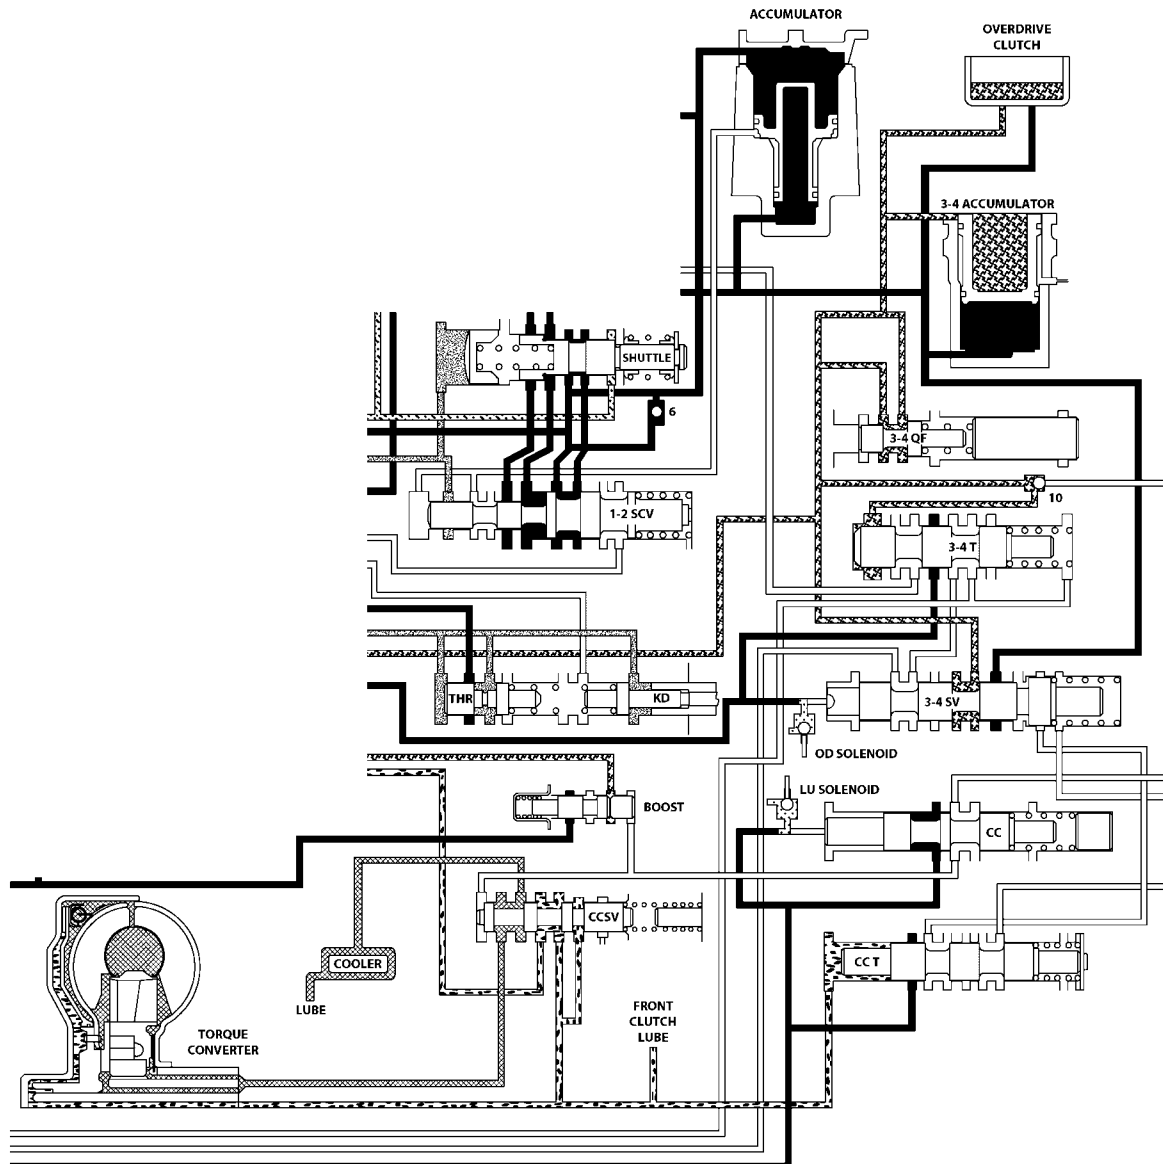 ACCUMULATOR
OVERDRIVE
CLUTCH
3-4 ACCUMULATOR
SHUTTLE
6
3-4 QF
10
1-2 SCV
3-4 T
THR
KD
3-4 SV
OD SOLENOID
LU SOLENOID
BOOST
CC
CCSV
COOLER
CC T
LUBE
FRONT
CLUTCH
LUBE
TORQUE
CONVERTER